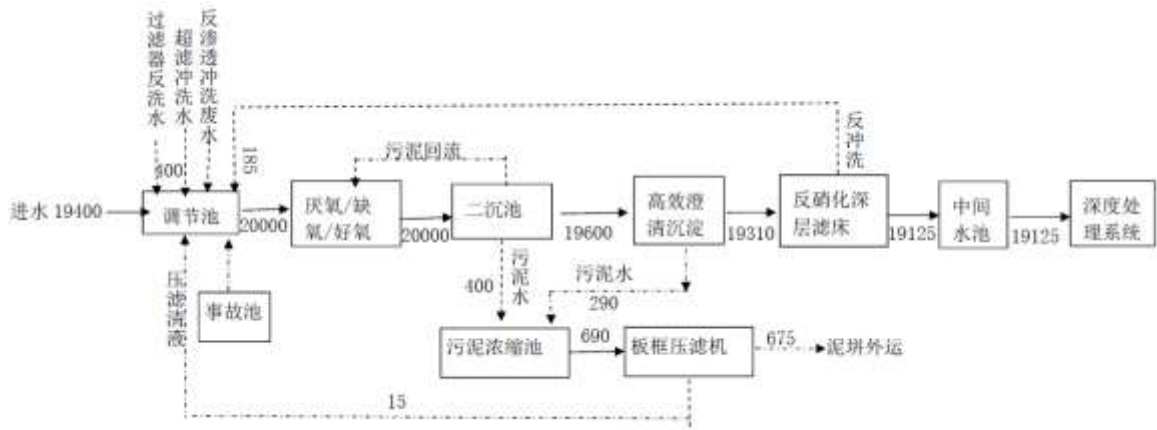 过滤器反洗水
超滤冲洗水
反渗透冲洗废水
400
185
反冲洗
污泥回流
进水 19400
调节池
20000
厌氧/缺
氧/好氧
20000
二沉池
19600
高效澄
清沉淀
19310
反硝化深
层滤床
19125
中间
水池
19125
深度处
理系统
压滤清液
事故池
400
污泥水
污泥水
290
污泥浓缩池
690
板框压滤机
675
泥垪外运
15